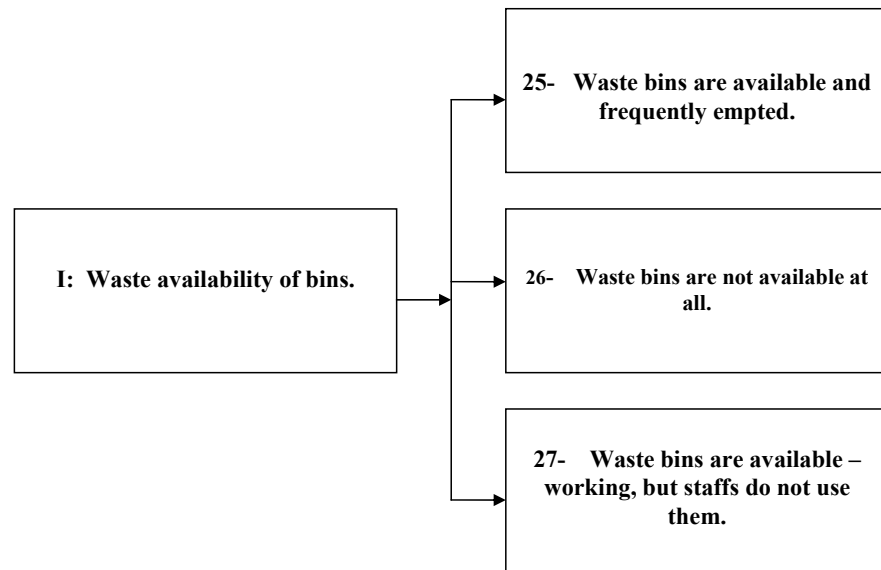 25- Waste bins are available and
frequently empted.
I: Waste availability of bins.
26- Waste bins are not available at
all.
27- Waste bins are available –
working, but staffs do not use
them.